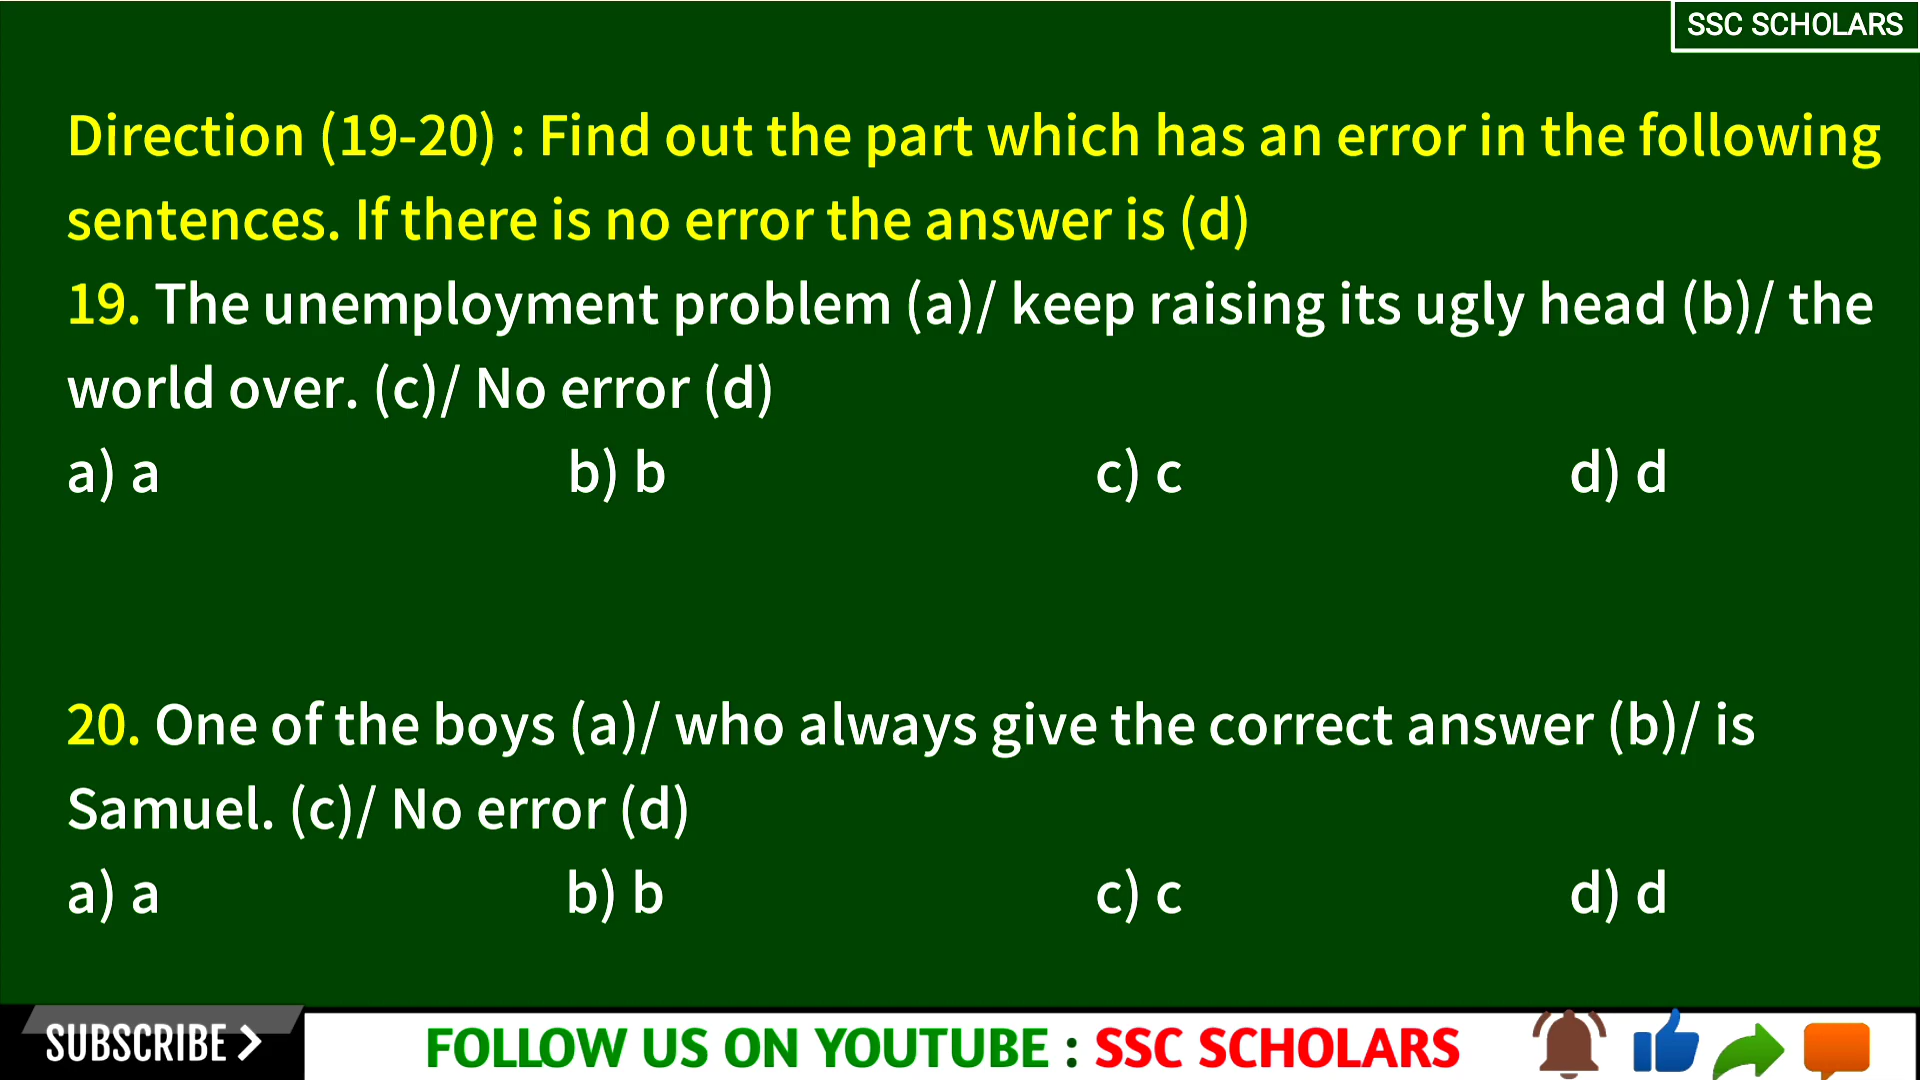 SSC SCHOLARS
Direction (19-20) : Find out the part which has an error in the following
sentences. If there is no error the answer is (d)
19. The unemployment problem (a)/ keep raising its ugly head (b)/ the
world over. (c)/ No error (d)
a) a b) b c) c d) d
20. One of the boys (a)/ who always give the correct answer (b)/ is
Samuel. (c)/ No error (d)
a) a b) b c) c d) d
SUBSCRIBE FOLLOW US ON YOUTUBE : SSC SCHOLARS